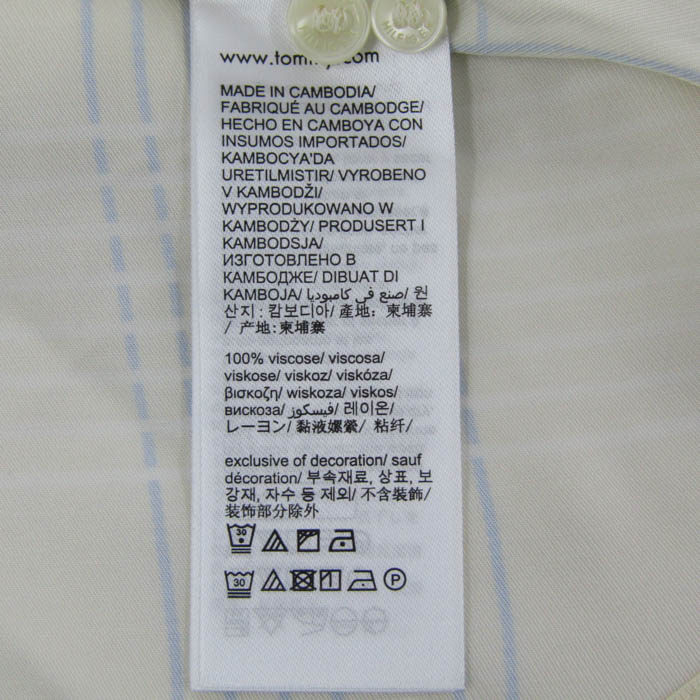 MADE IN CAMBODIA/
FABRIQUÉ AU CAMBODGE/
HECHO EN CAMBOYA CON
INSUMOS IMPORTADOS/
KAMBOCYA'DA
URETILMISTIR/ VYROBENO
V KAMBODŽI/
WYPRODUKOWANO W
KAMBODŻY/ PRODUSERT I
KAMBODSJA/
ИЗГОТОВЛЕНО В
КАМБОДЖЕ/ DIBUAT DI
KAMBOJA/ صنع في كامبوديا/ 원
산지 : 캄보디아/ 產地： 柬埔寨
/ 产地:柬埔寨
100% viscose/ viscosa/
viskose/ viskoz/ viskóza/
βισκοζη/ wiskoza/ viskos/
вискоза/ فيسكوز/ 레이온/
レーヨン/ 黏液嫘縈/ 粘纤/
exclusive of decoration/ sauf
décoration/ 부속재료, 상표, 보
강재, 자수 등 제외/ 不含裝飾/
装饰部分除外
30
30 1 P